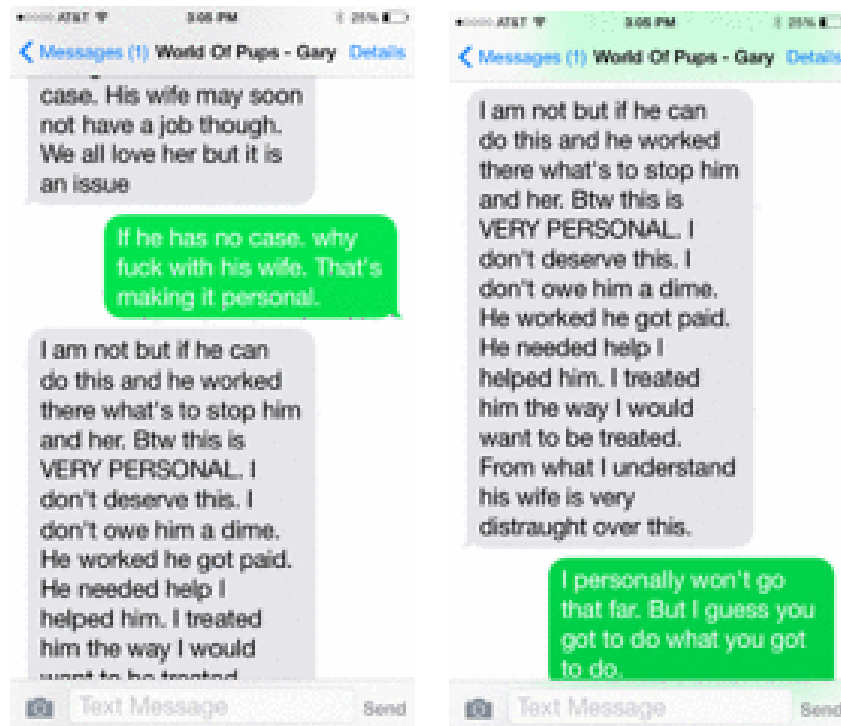 AT&T 3:05 PM 25%
Messages (1) World Of Pups - Gary Details
case. His wife may soon
not have a job though.
We all love her but it is
an issue
If he has no case. why
fuck with his wife. That's
making it personal.
I am not but if he can
do this and he worked
there what's to stop him
and her. Btw this is
VERY PERSONAL. I
don't deserve this. I
don't owe him a dime.
He worked he got paid.
He needed help I
helped him. I treated
him the way I would
want to be treated
Text Message Send
AT&T 3:05 PM 25%
Messages (1) World Of Pups - Gary Details
I am not but if he can
do this and he worked
there what's to stop him
and her. Btw this is
VERY PERSONAL. I
don't deserve this. I
don't owe him a dime.
He worked he got paid.
He needed help I
helped him. I treated
him the way I would
want to be treated.
From what I understand
his wife is very
distraught over this.
I personally won't go
that far. But I guess you
got to do what you got
to do.
Text Message Send